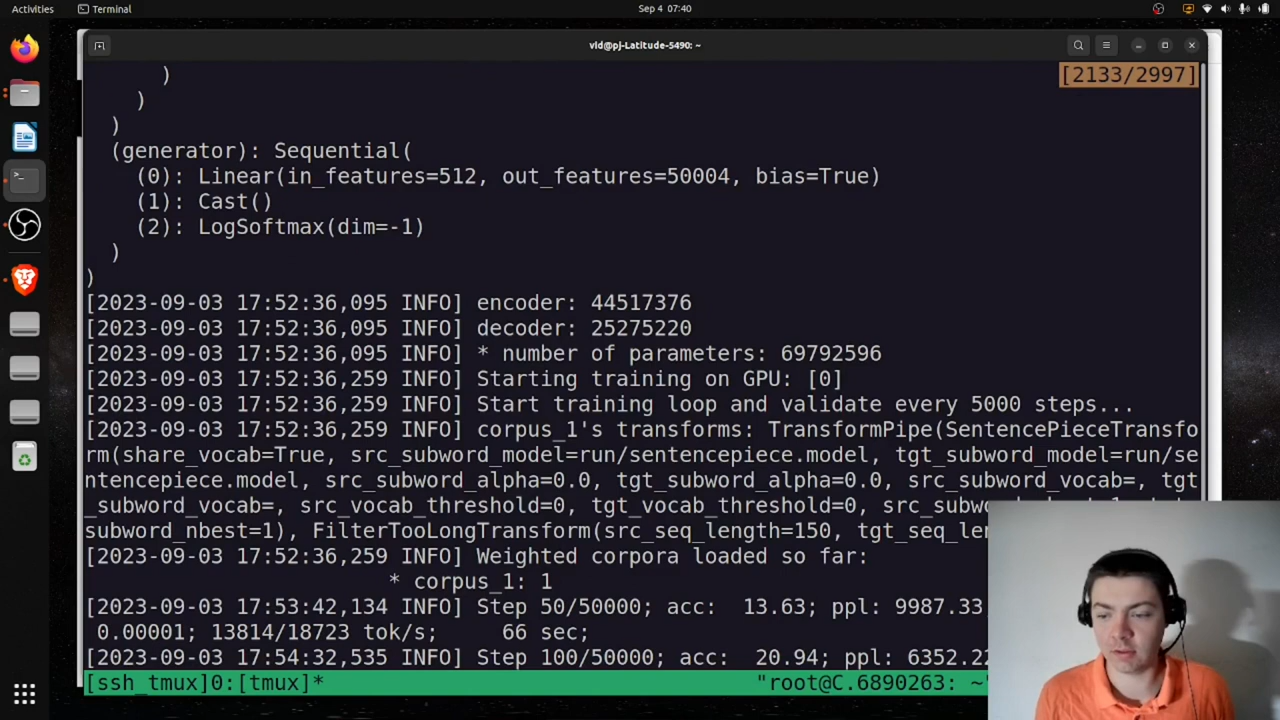 Activities
Terminal
Sep 4 07:40
vid@pj-Latitude-5490: ~
)
[2133/2997]
)
)
(generator): Sequential(
(0): Linear(in_features=512, out_features=50004, bias=True)
(1): Cast()
(2): LogSoftmax(dim=-1)
)
)
[2023-09-03 17:52:36,095 INFO] encoder: 44517376
[2023-09-03 17:52:36,095 INFO] decoder: 25275220
[2023-09-03 17:52:36,095 INFO] * number of parameters: 69792596
[2023-09-03 17:52:36,259 INFO] Starting training on GPU: [0]
[2023-09-03 17:52:36,259 INFO] Start training loop and validate every 5000 steps...
[2023-09-03 17:52:36,259 INFO] corpus_1's transforms: TransformPipe(SentencePieceTransfo
rm(share_vocab=True, src_subword_model=run/sentencepiece.model, tgt_subword_model=run/se
ntencepiece.model, src_subword_alpha=0.0, tgt_subword_alpha=0.0, src_subword_vocab=, tgt
_subword_vocab=, src_vocab_threshold=0, tgt_vocab_threshold=0, src_subw
subword_nbest=1), FilterTooLongTransform(src_seq_length=150, tgt_seq_len
[2023-09-03 17:52:36,259 INFO] Weighted corpora loaded so far:
* corpus_1: 1
[2023-09-03 17:53:42,134 INFO] Step 50/50000; acc: 13.63; ppl: 9987.33
0.00001; 13814/18723 tok/s; 66 sec;
[2023-09-03 17:54:32,535 INFO] Step 100/50000; acc: 20.94; ppl: 6352.22
[ssh_tmux]0:[tmux]* "root@C.6890263: ~"